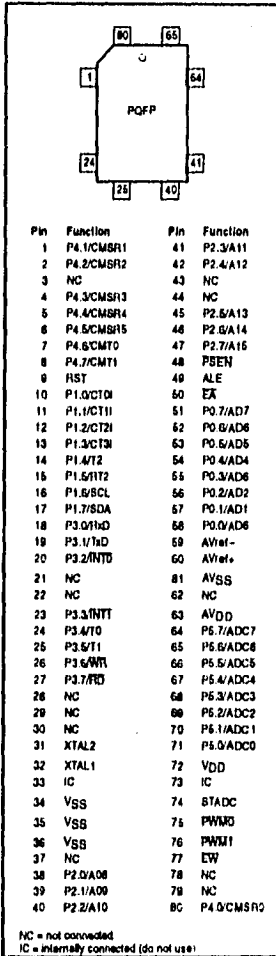 80 65
1 64
PQFP
24 41
25 40
Pin Function Pin Function
1 P4.1/CMSR1 41 P2.3/A11
2 P4.2/CMSR2 42 P2.4/A12
3 NC 43 NC
4 P4.3/CMSR3 44 NC
5 P4.4/CMSR4 45 P2.5/A13
6 P4.5/CMSR5 46 P2.6/A14
7 P4.6/CMT0 47 P2.7/A15
8 P4.7/CMT1 48 PSEN
9 RST 49 ALE
10 P1.0/CT0I 50 EA
11 P1.1/CT1I 51 P0.7/AD7
12 P1.2/CT2I 52 P0.6/AD6
13 P1.3/CT3I 53 P0.5/AD5
14 P1.4/T2 54 P0.4/AD4
15 P1.5/RT2 55 P0.3/AD3
16 P1.6/SCL 56 P0.2/AD2
17 P1.7/SDA 57 P0.1/AD1
18 P3.0/RxD 58 P0.0/AD0
19 P3.1/TxD 59 AVref-
20 P3.2/INT0 60 AVref+
21 NC 61 AVSS
22 NC 62 NC
23 P3.3/INT1 63 AVDD
24 P3.4/T0 64 P5.7/ADC7
25 P3.5/T1 65 P5.6/ADC6
26 P3.6/WR 66 P5.5/ADC5
27 P3.7/RD 67 P5.4/ADC4
28 NC 68 P5.3/ADC3
29 NC 69 P5.2/ADC2
30 NC 70 P5.1/ADC1
31 XTAL2 71 P5.0/ADC0
32 XTAL1 72 VDD
33 IC 73 IC
34 VSS 74 STADC
35 VSS 75 PWM0
36 VSS 76 PWM1
37 NC 77 EW
38 P2.0/A08 78 NC
39 P2.1/A09 79 NC
40 P2.2/A10 80 P4.0/CMSR0
NC = not connected
IC = internally connected (do not use)